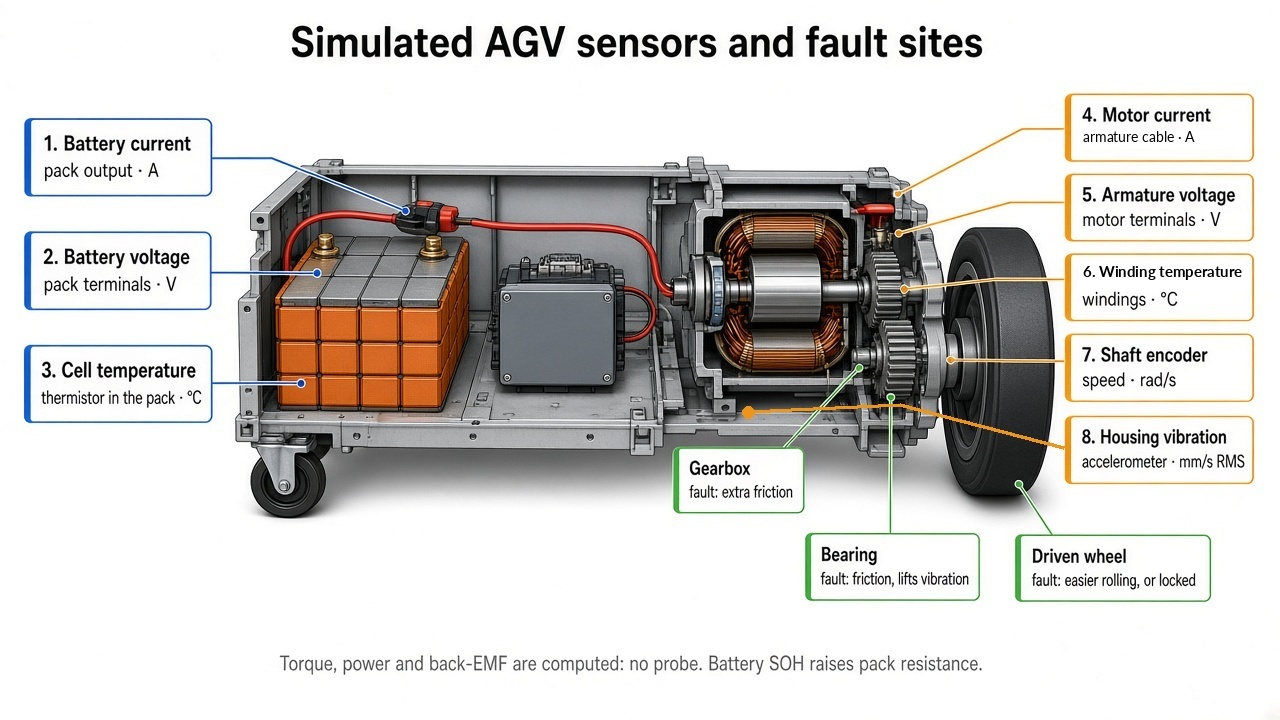 Simulated AGV sensors and fault sites
1. Battery current
pack output · A
2. Battery voltage
pack terminals · V
3. Cell temperature
thermistor in the pack · °C
4. Motor current
armature cable · A
5. Armature voltage
motor terminals · V
6. Winding temperature
windings · °C
7. Shaft encoder
speed · rad/s
8. Housing vibration
accelerometer · mm/s RMS
Gearbox
fault: extra friction
Bearing
fault: friction, lifts vibration
Driven wheel
fault: easier rolling, or locked
Torque, power and back-EMF are computed: no probe. Battery SOH raises pack resistance.